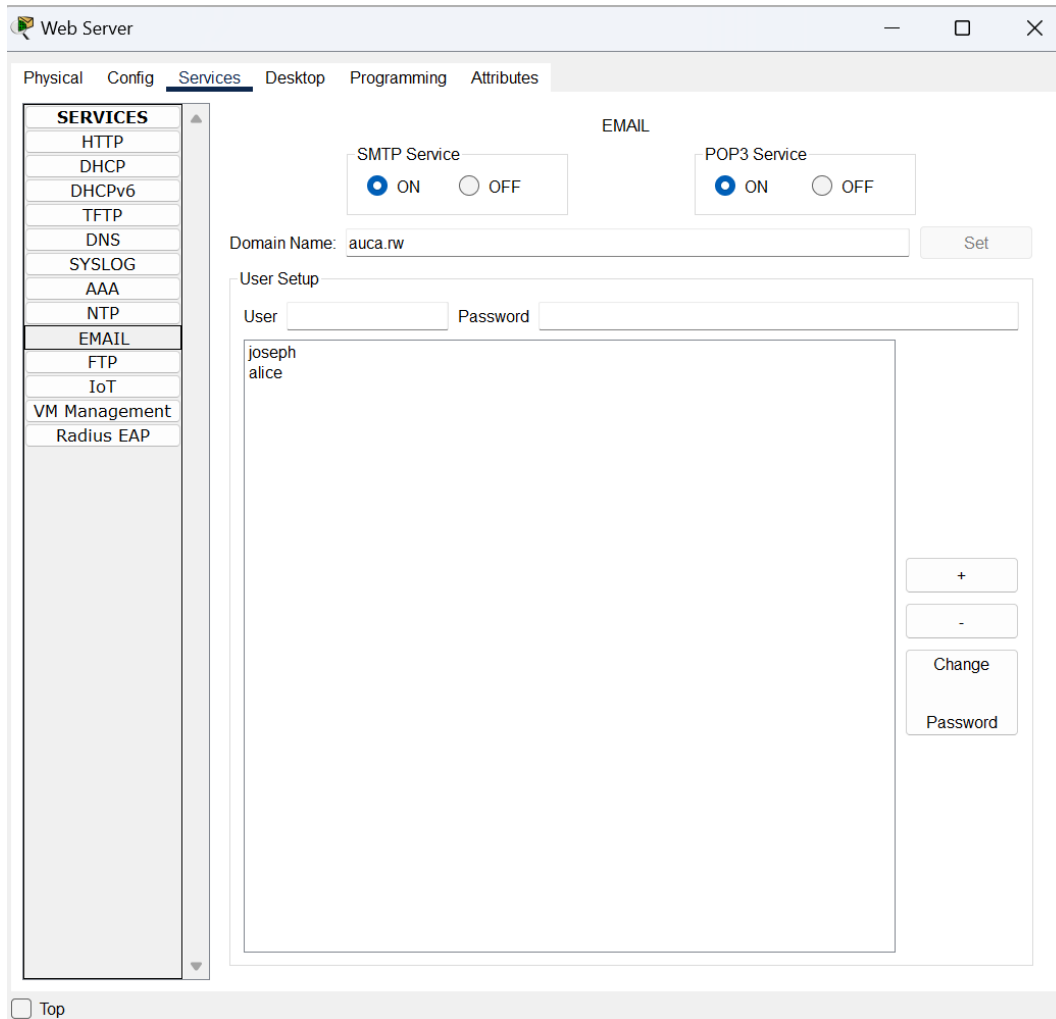 Web Server
Physical Config Services Desktop Programming Attributes
SERVICES
HTTP
DHCP
DHCPv6
TFTP
DNS
SYSLOG
AAA
NTP
EMAIL
FTP
IoT
VM Management
Radius EAP
EMAIL
SMTP Service
ON OFF
POP3 Service
ON OFF
Domain Name: auca.rw Set
User Setup
User Password
joseph
alice
+
-
Change
Password
Top